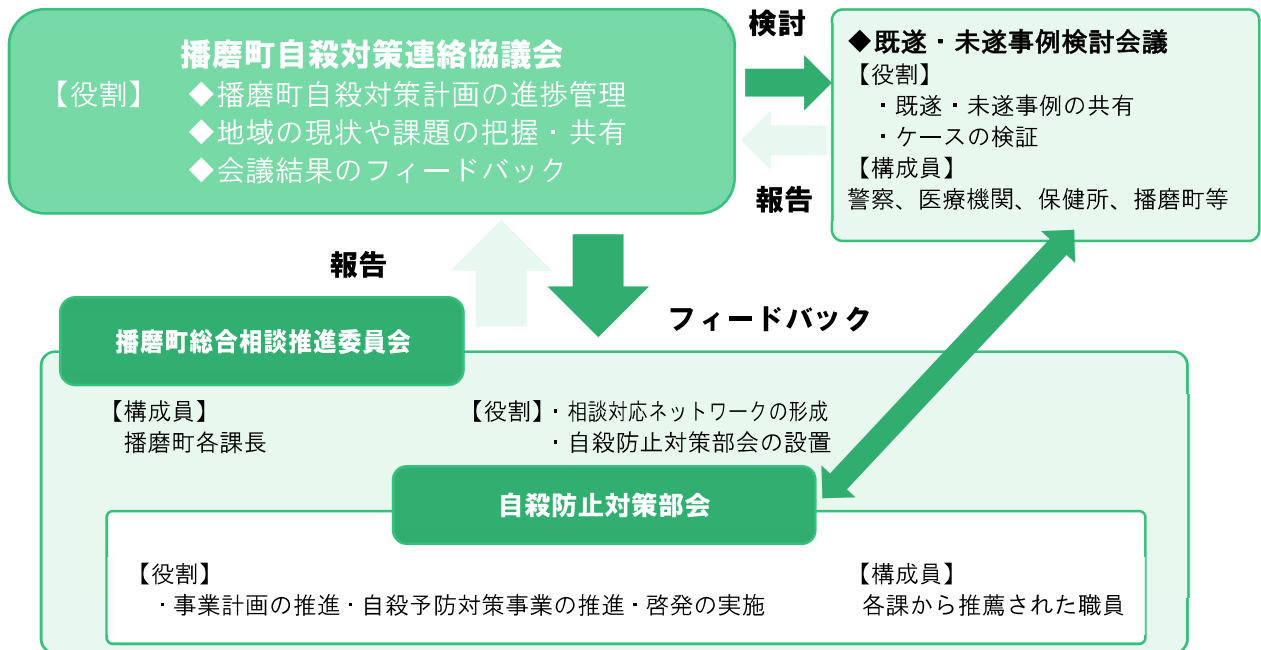 播磨町自殺対策連絡協議会
【役割】 ◆播磨町自殺対策計画の進捗管理
◆地域の現状や課題の把握・共有
◆会議結果のフィードバック
検討
報告
◆既遂・未遂事例検討会議
【役割】
・既遂・未遂事例の共有
・ケースの検証
【構成員】
警察、医療機関、保健所、播磨町等
報告
フィードバック
播磨町総合相談推進委員会
【構成員】
播磨町各課長
【役割】・相談対応ネットワークの形成
・自殺防止対策部会の設置
自殺防止対策部会
【役割】
・事業計画の推進・自殺予防対策事業の推進・啓発の実施
【構成員】
各課から推薦された職員